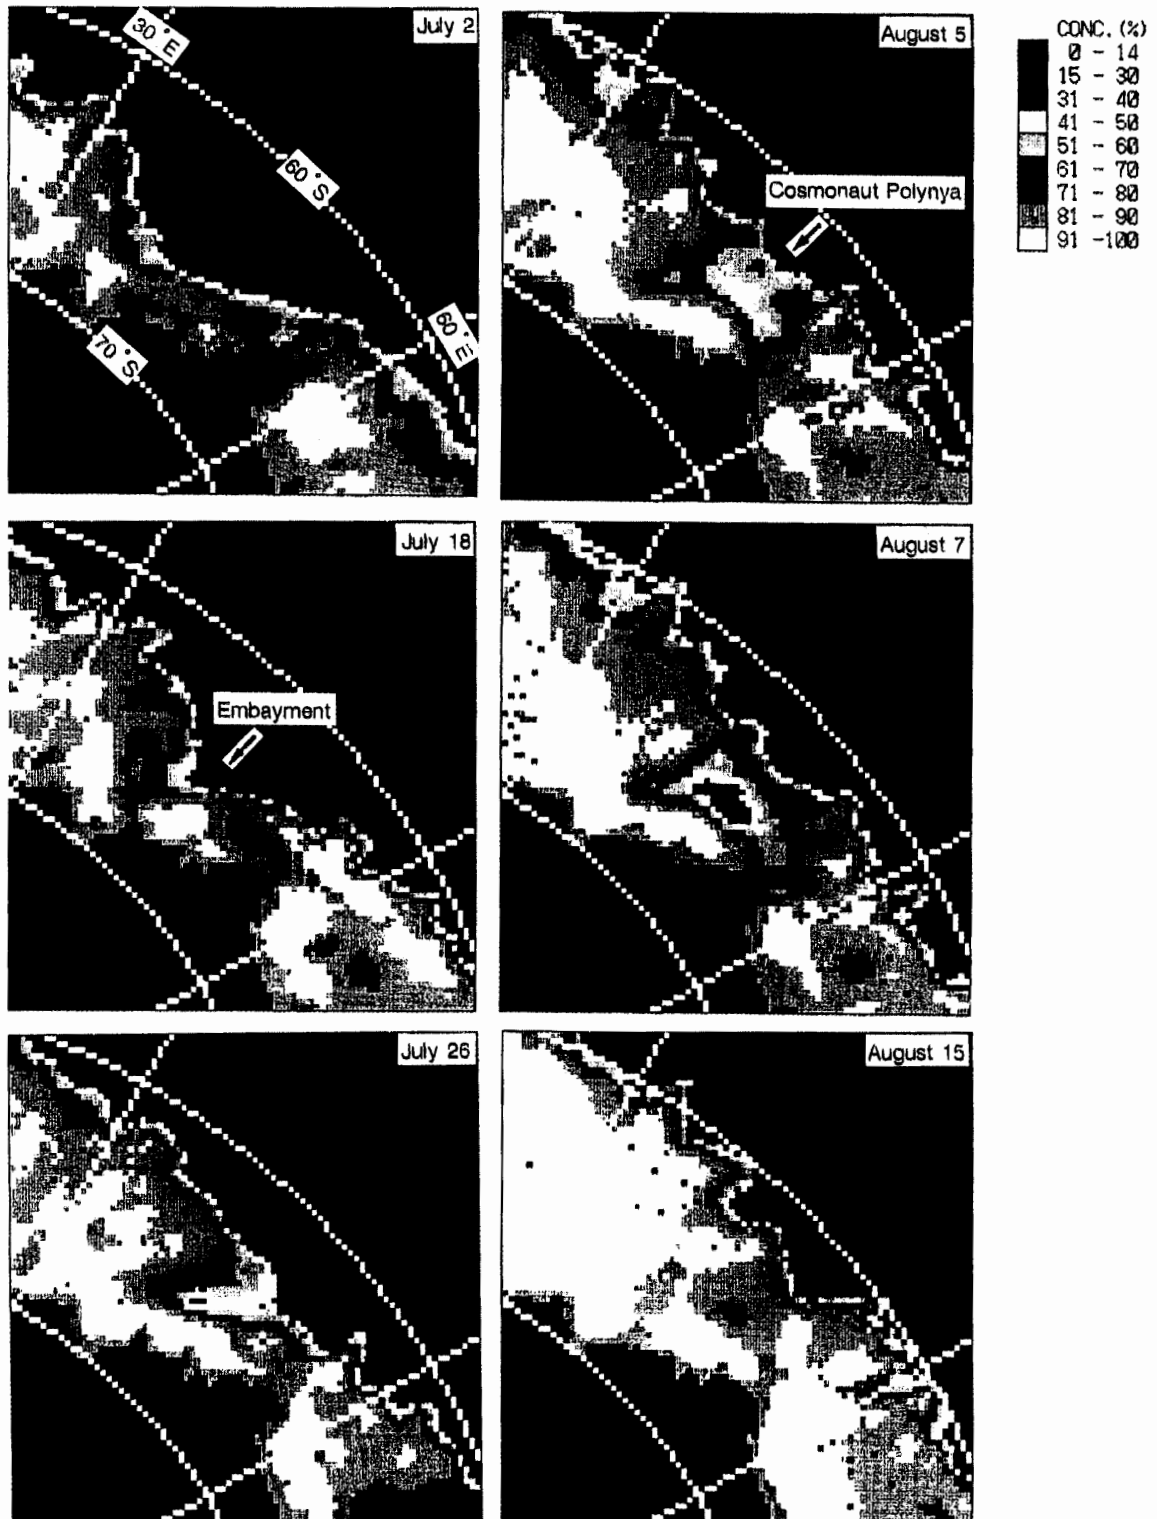 July 2
30 °E
60 °S
60 °E
70 °S
August 5
Cosmonaut Polynya
CONC. (%)
0 - 14
15 - 30
31 - 40
41 - 50
51 - 60
61 - 70
71 - 80
81 - 90
91 -100
July 18
Embayment
August 7
July 26
August 15